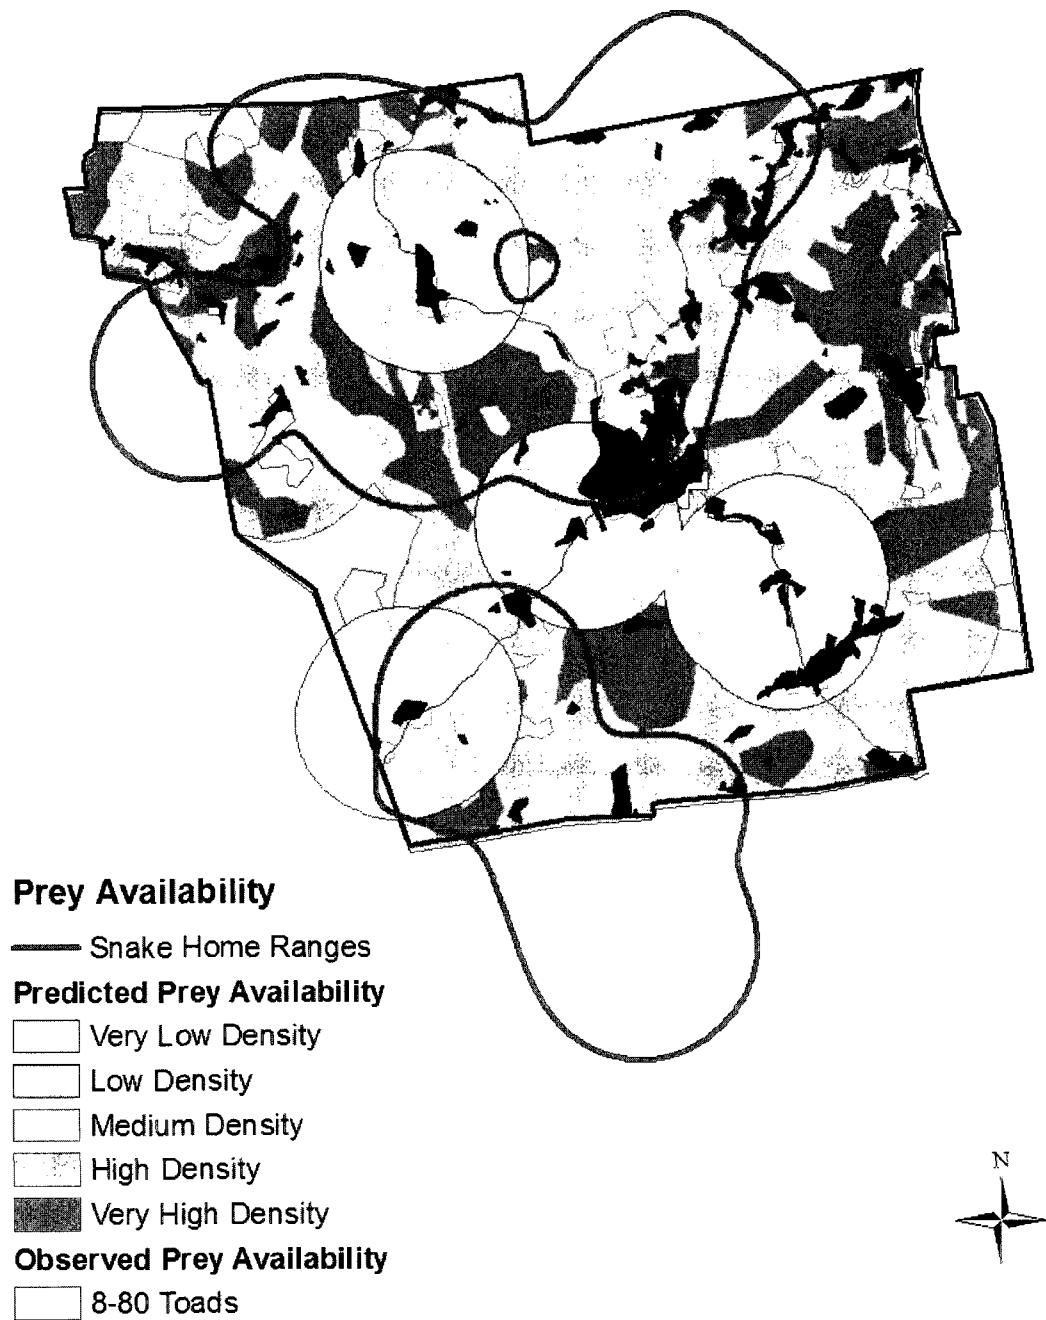 Prey Availability
Snake Home Ranges
Predicted Prey Availability
Very Low Density
Low Density
Medium Density
High Density
Very High Density
Observed Prey Availability
8-80 Toads
N